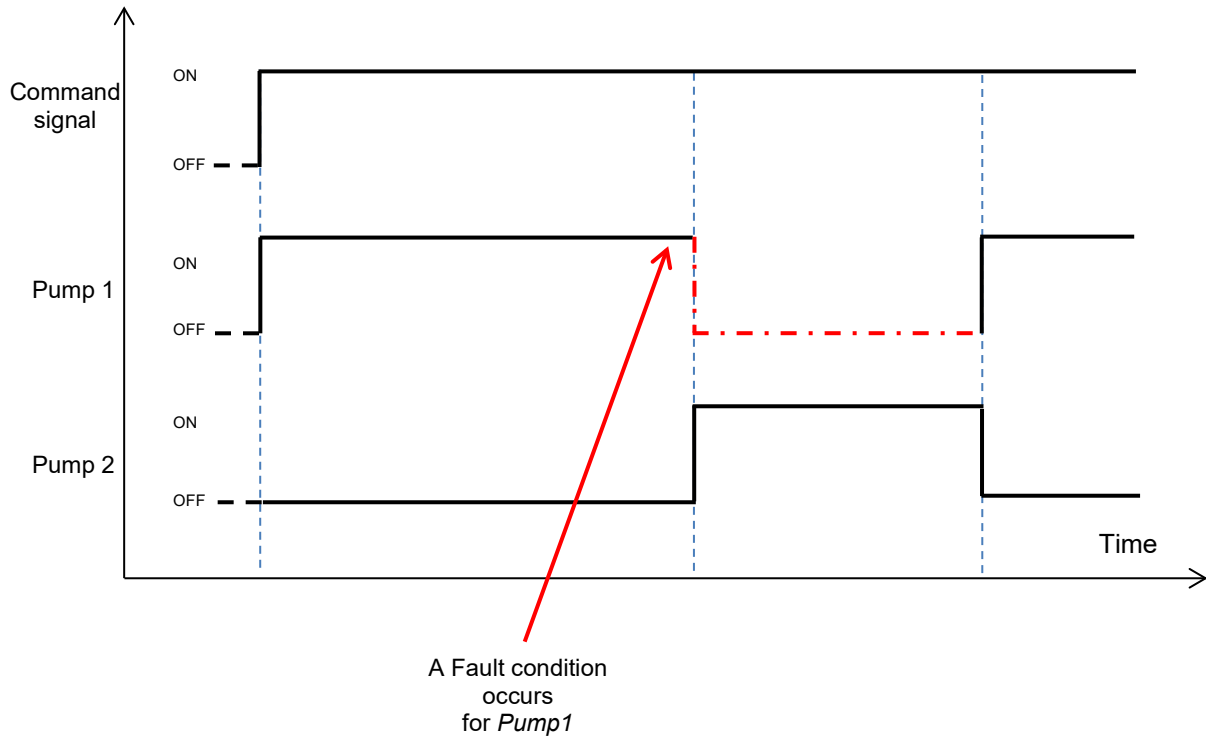 ON
Command
signal
OFF
ON
Pump 1
OFF
ON
Pump 2
OFF
Time
A Fault condition
occurs
for Pump1